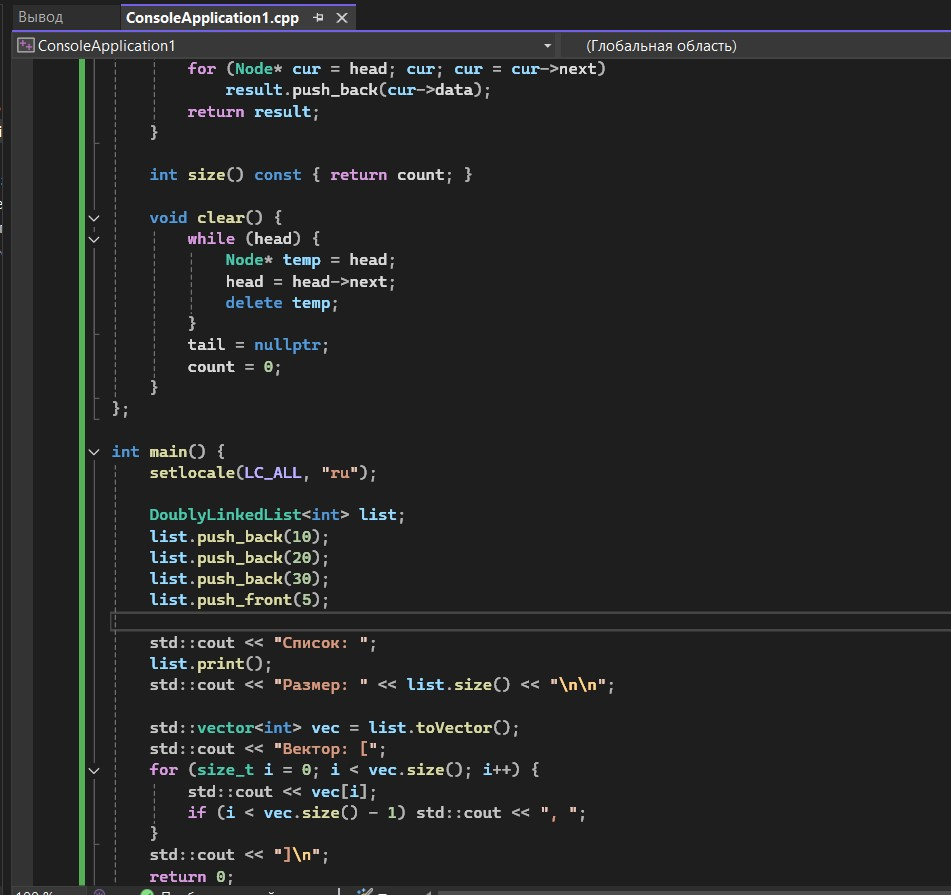 Вывод
ConsoleApplication1.cpp
ConsoleApplication1
(Глобальная область)
for (Node* cur = head; cur; cur = cur->next)
result.push_back(cur->data);
return result;
}
int size() const { return count; }
void clear() {
while (head) {
Node* temp = head;
head = head->next;
delete temp;
}
tail = nullptr;
count = 0;
}
};
int main() {
setlocale(LC_ALL, "ru");
DoublyLinkedList<int> list;
list.push_back(10);
list.push_back(20);
list.push_back(30);
list.push_front(5);
std::cout << "Список: ";
list.print();
std::cout << "Размер: " << list.size() << "\n\n";
std::vector<int> vec = list.toVector();
std::cout << "Вектор: [";
for (size_t i = 0; i < vec.size(); i++) {
std::cout << vec[i];
if (i < vec.size() - 1) std::cout << ", ";
}
std::cout << "]\n";
return 0;